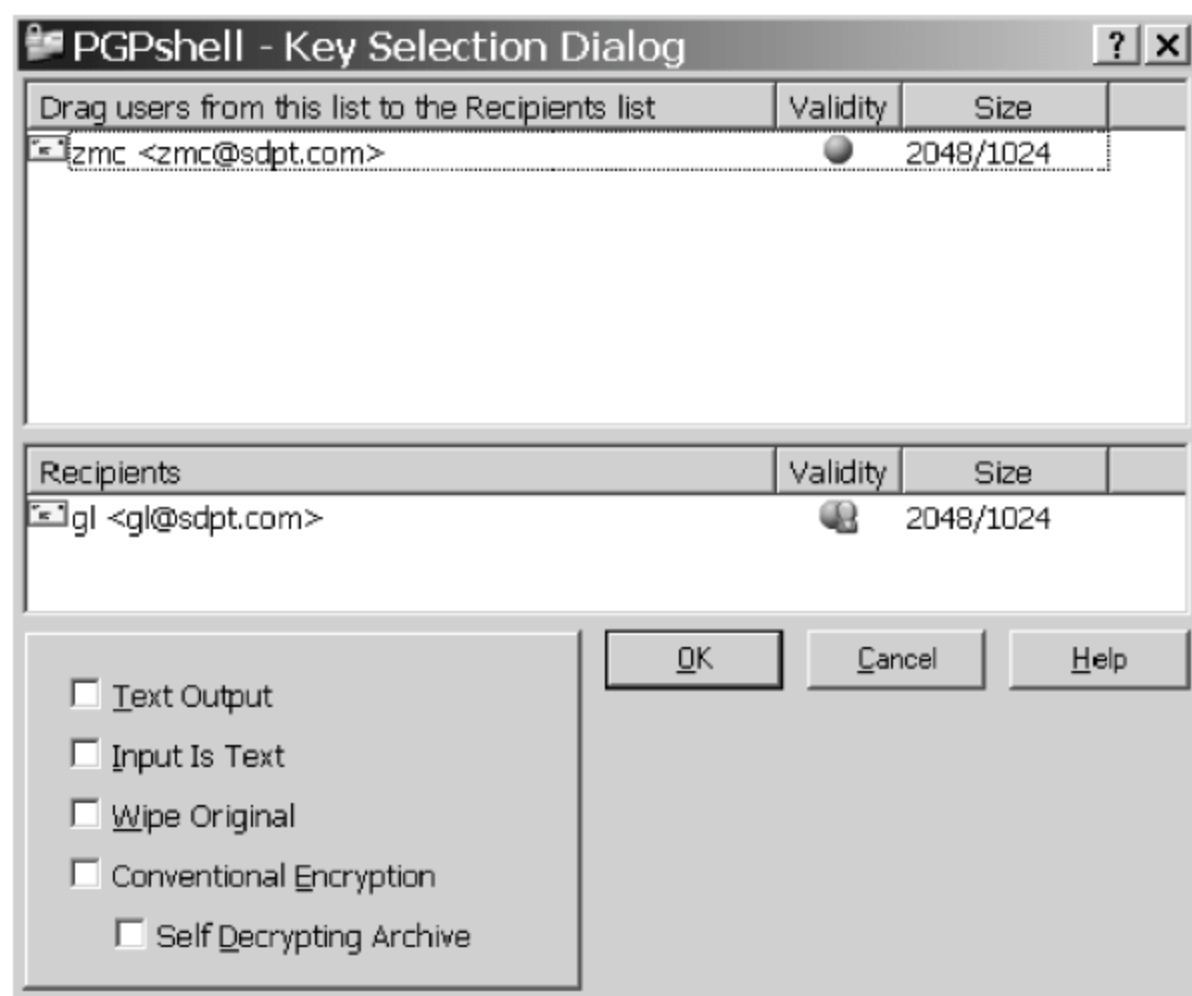 PGPshell - Key Selection Dialog
Drag users from this list to the Recipients list Validity Size
zmc <zmc@sdpt.com> 2048/1024
Recipients Validity Size
gl <gl@sdpt.com> 2048/1024
OK Cancel Help
Text Output
Input Is Text
Wipe Original
Conventional Encryption
Self Decrypting Archive